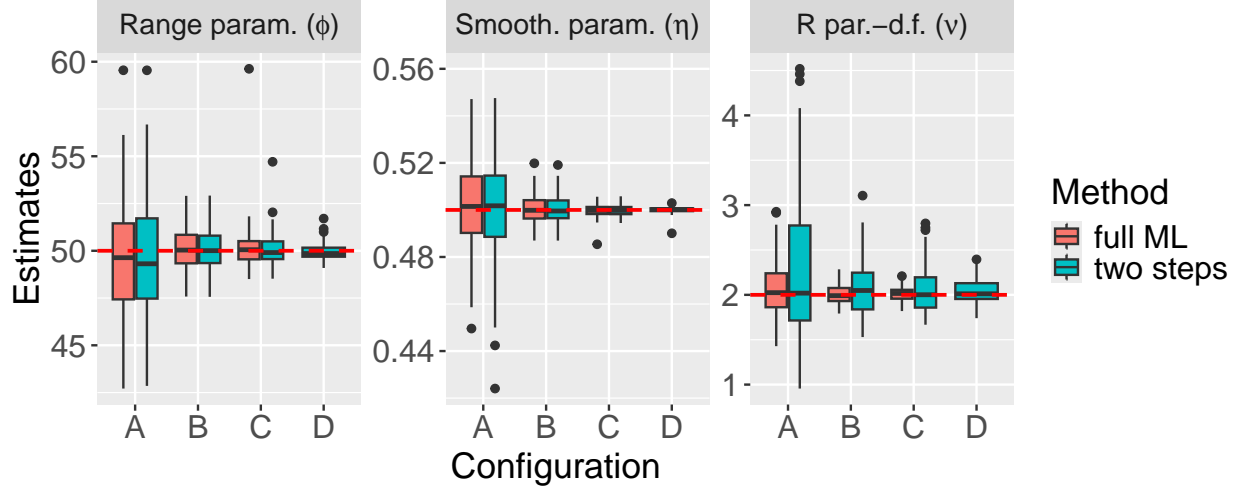 Range param. (ϕ)
Smooth. param. (η)
R par.−d.f. (ν)
Estimates
60
55
50
45
0.56
0.52
0.48
0.44
4
3
2
1
A B C D
A B C D
A B C D
Configuration
Method
full ML
two steps